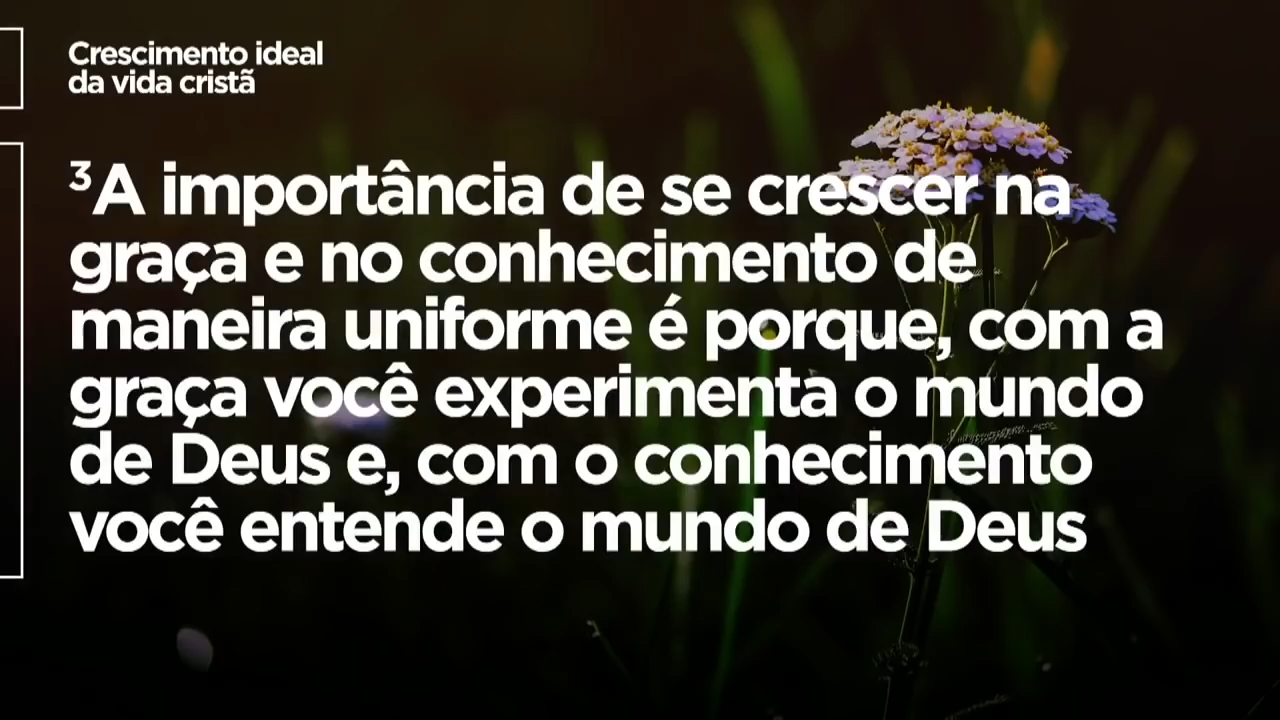 Crescimento ideal
da vida cristã
³A importância de se crescer na
graça e no conhecimento de
maneira uniforme é porque, com a
graça você experimenta o mundo
de Deus e, com o conhecimento
você entende o mundo de Deus